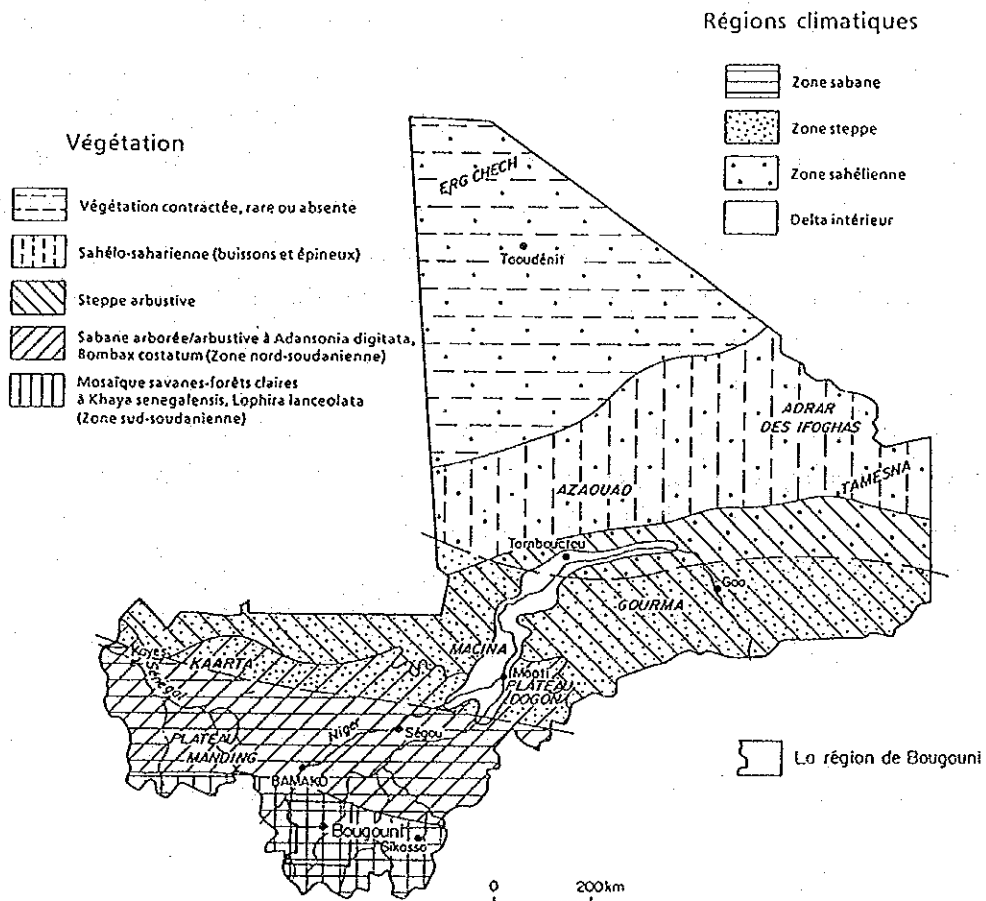 Régions climatiques
Zone sabane
Zone steppe
Zone sahélienne
Delta intérieur
Végétation
Végétation contractée, rare ou absente
Sahélo-saharienne (buissons et épineux)
Steppe arbustive
Sabane arborée/arbustive à Adansonia digitata,
Bombax costatum (Zone nord-soudanienne)
Mosaïque savanes-forêts claires
à Khaya senegalensis, Lophira lanceolata
(Zone sud-soudanienne)
ERG CHECH
Taoudénit
ADRAR
DES IFOGHAS
TAMESNA
AZAOUAD
Tombouctou
Gao
GOURMA
MACINA
Kayes
Sénégal
KAARTA
Mopti
PLATEAU
DOGON
Niger
Ségou
PLATEAU
MANDING
BAMAKO
La région de Bougouni
Bougouni
Sikasso
0 200km